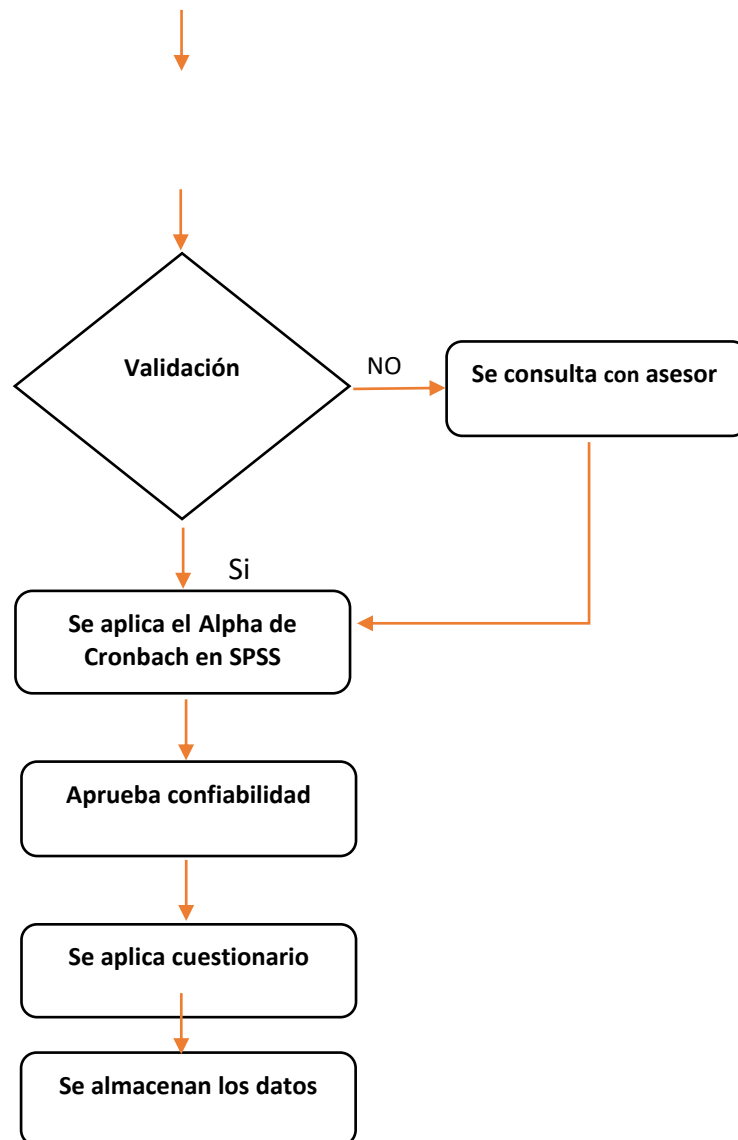 Validación
NO
Se consulta con asesor
Si
Se aplica el Alpha de
Cronbach en SPSS
Aprueba confiabilidad
Se aplica cuestionario
Se almacenan los datos